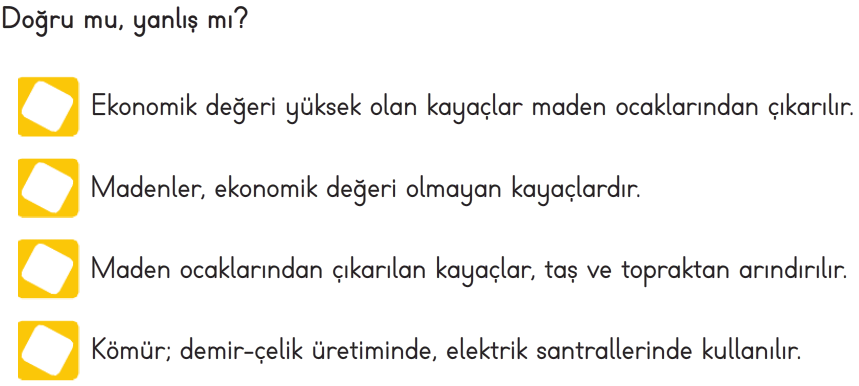 Doğru mu, yanlış mı?
Ekonomik değeri yüksek olan kayaçlar maden ocaklarından çıkarılır.
Madenler, ekonomik değeri olmayan kayaçlardır.
Maden ocaklarından çıkarılan kayaçlar, taş ve topraktan arındırılır.
Kömür; demir-çelik üretiminde, elektrik santrallerinde kullanılır.